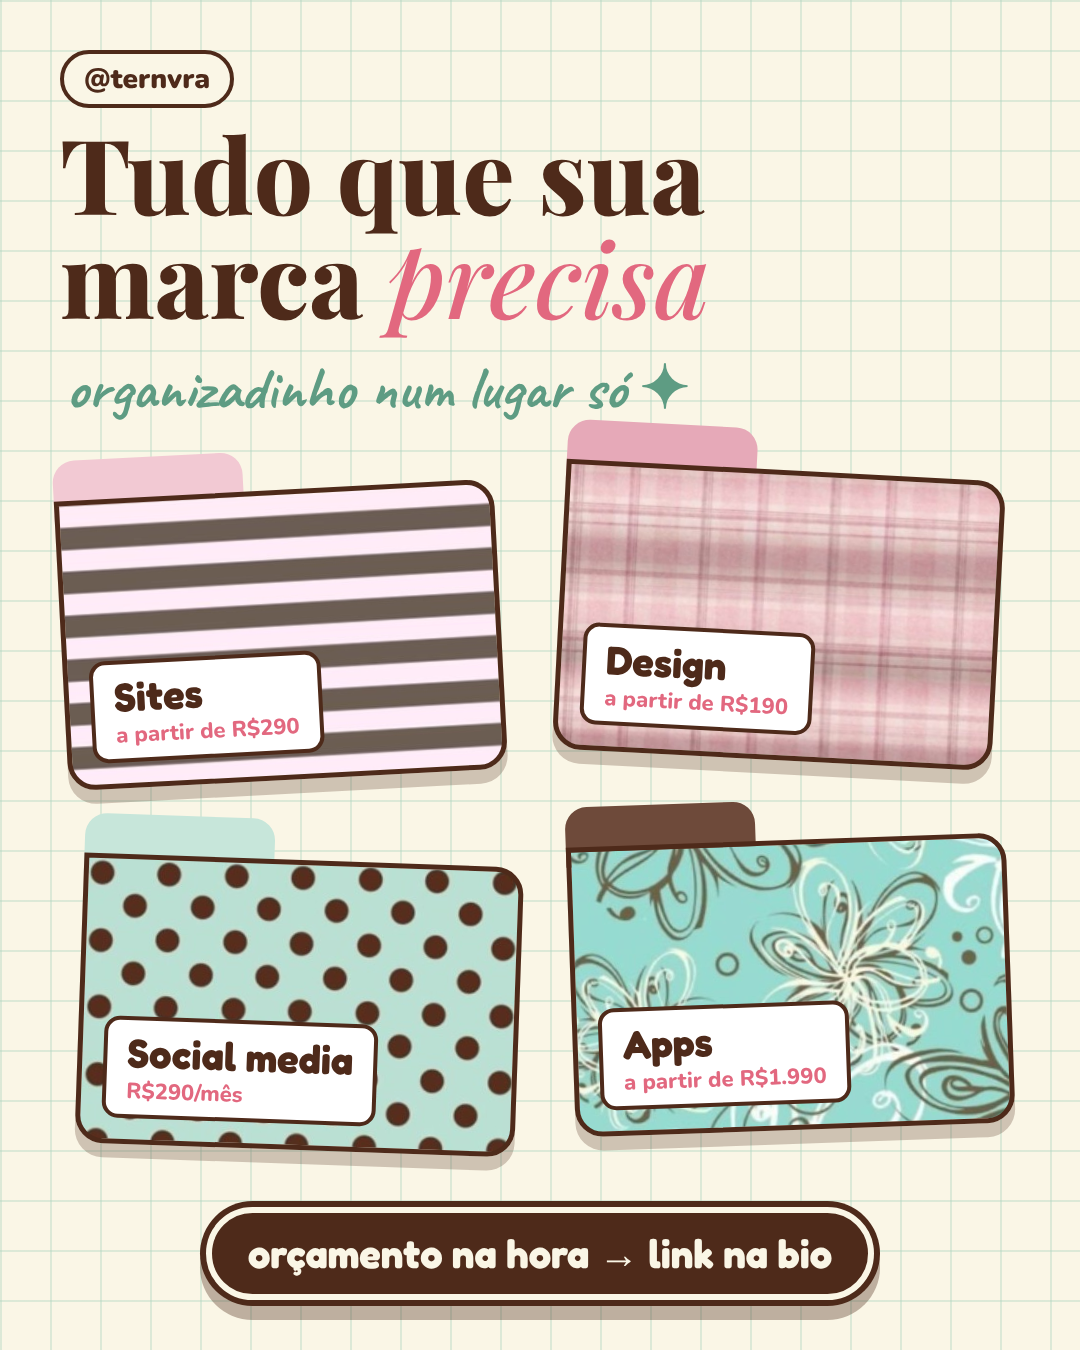 @ternvra
Tudo que sua
marca precisa
organizadinho num lugar só
Sites
a partir de R$290
Design
a partir de R$190
Social media
R$290/mês
Apps
a partir de R$1.990
orçamento na hora → link na bio